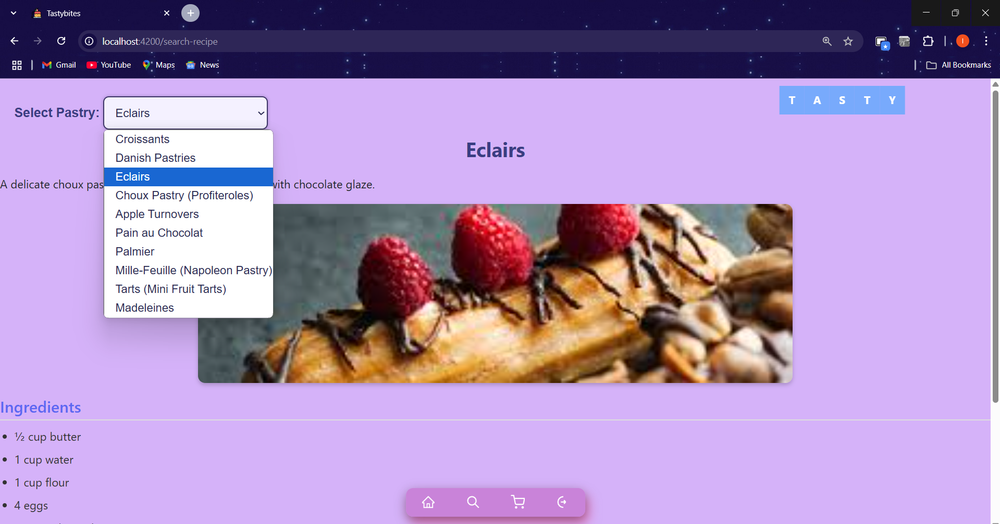 Tastybites
localhost:4200/search-recipe
Gmail YouTube Maps News All Bookmarks
T A S T Y
Select Pastry: Eclairs
Croissants
Danish Pastries
Eclairs
Choux Pastry (Profiteroles)
Apple Turnovers
Pain au Chocolat
Palmier
Mille-Feuille (Napoleon Pastry)
Tarts (Mini Fruit Tarts)
Madeleines
Eclairs
A delicate choux pas with chocolate glaze.
Ingredients
• ½ cup butter
• 1 cup water
• 1 cup flour
• 4 eggs